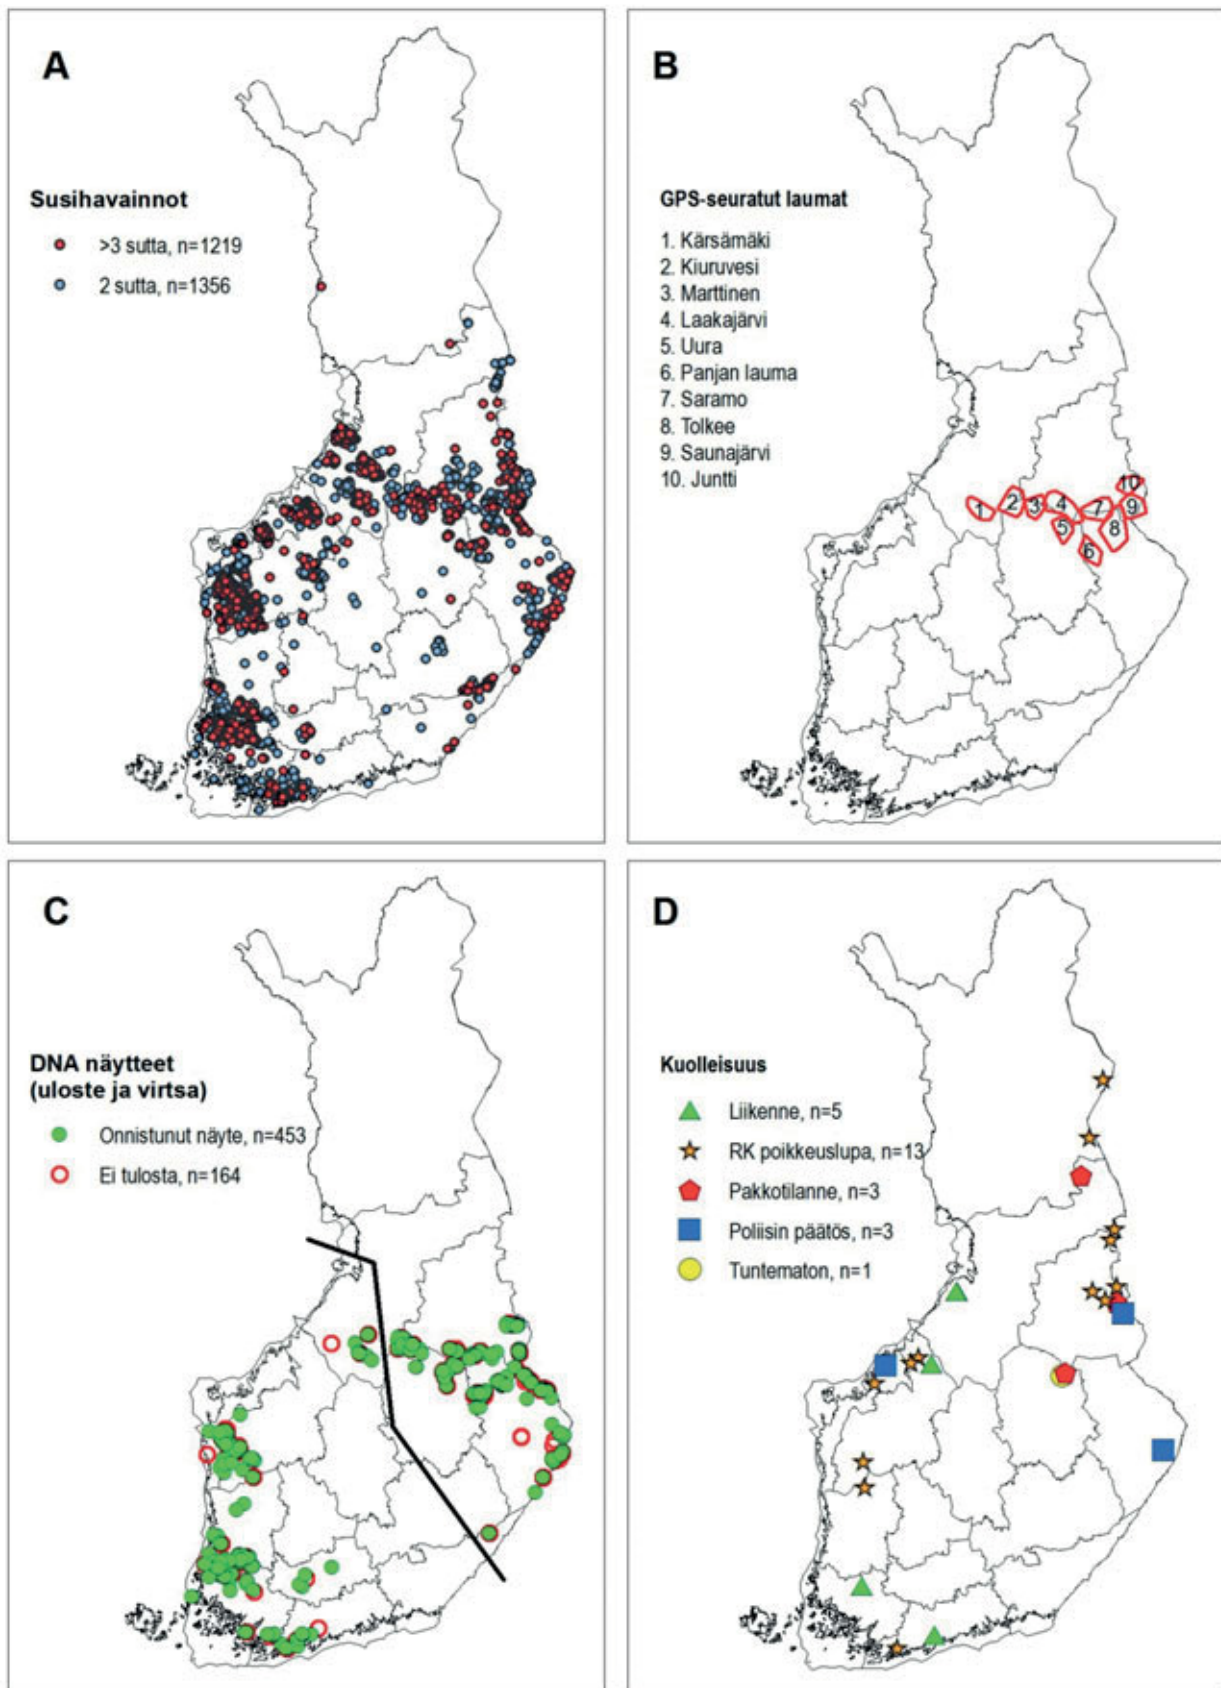 A
Susihavainnot
>3 sutta, n=1219
2 sutta, n=1356
B
GPS-seuratut laumat
1. Kärsämäki
2. Kiuruvesi
3. Marttinen
4. Laakajärvi
5. Uura
6. Panjan lauma
7. Saramo
8. Tolkee
9. Saunajärvi
10. Juntti
10
1
2
3
4
7
9
5
8
6
C
DNA näytteet
(uloste ja virtsa)
Onnistunut näyte, n=453
Ei tulosta, n=164
D
Kuolleisuus
Liikenne, n=5
RK poikkeuslupa, n=13
Pakkotilanne, n=3
Poliisin päätös, n=3
Tuntematon, n=1